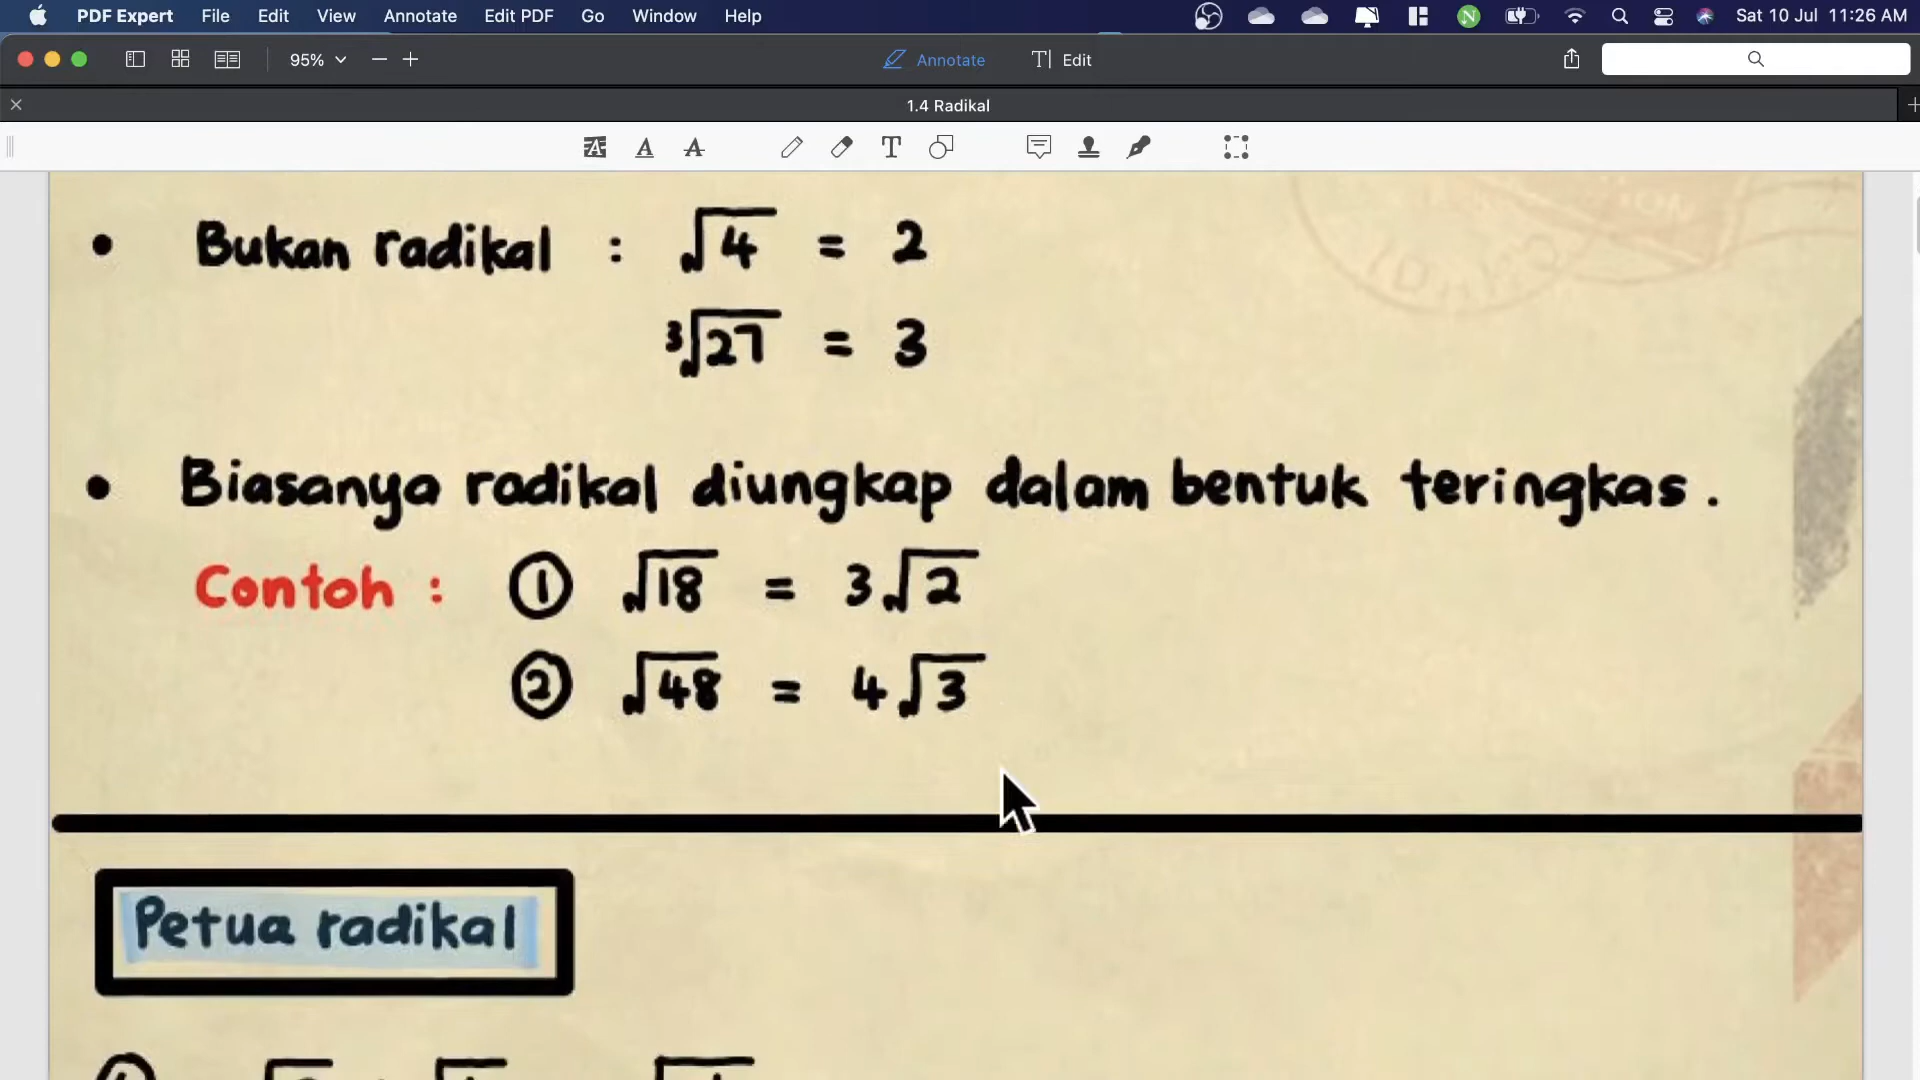 PDF Expert File Edit View Annotate Edit PDF Go Window Help Sat 10 Jul 11:26 AM
95% Annotate T| Edit
1.4 Radikal
• Bukan radikal : √4 = 2
³√27 = 3
• Biasanya radikal diungkap dalam bentuk teringkas.
Contoh : ① √18 = 3√2
② √48 = 4√3
Petua radikal